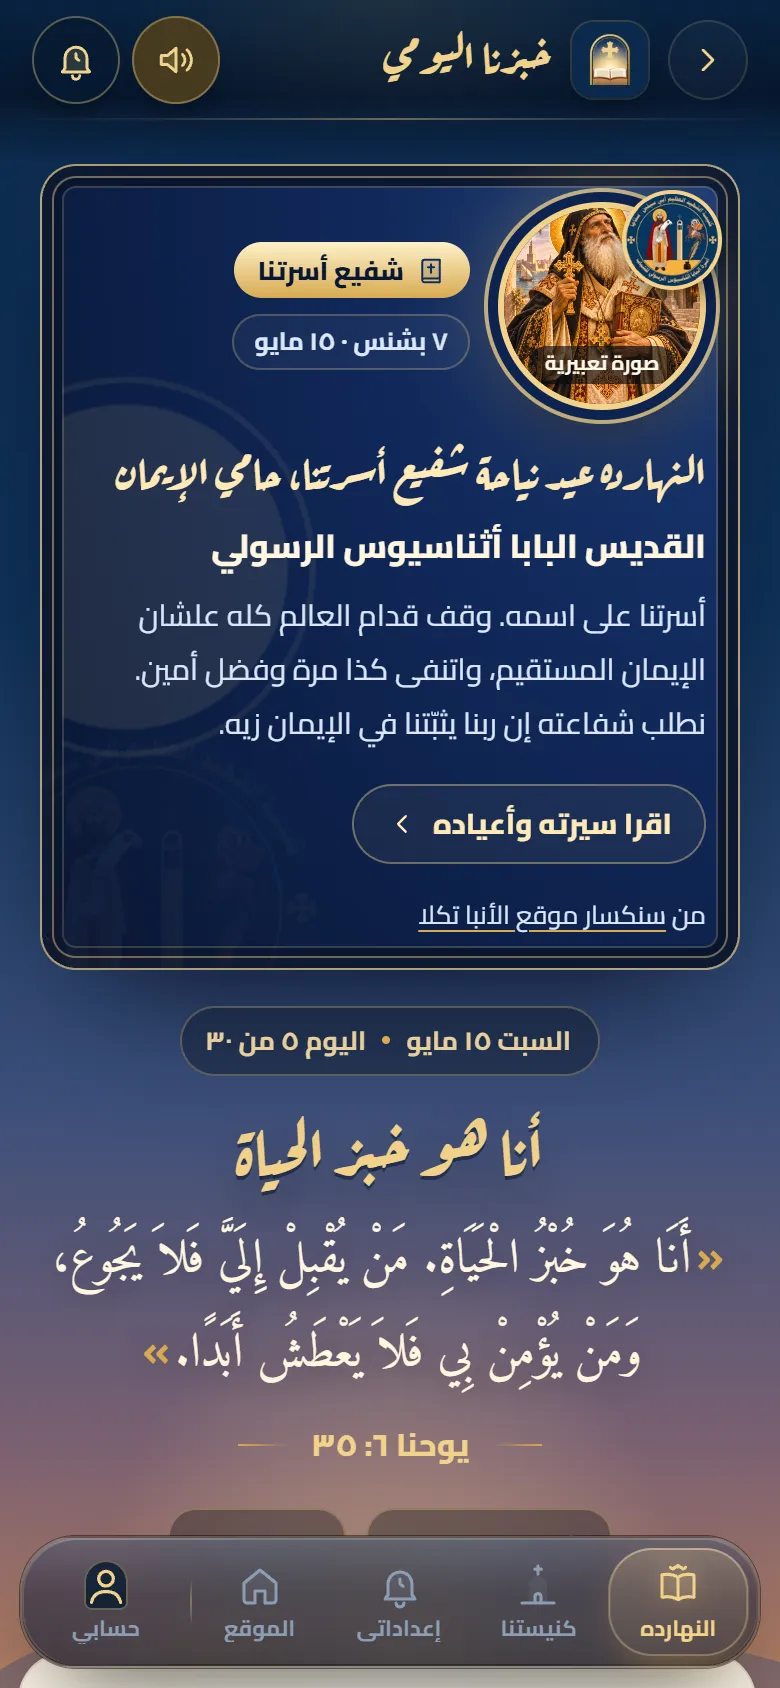 خبزنا اليومي
شفيع أسرتنا
٧ بشنس · ١٥ مايو
صورة تعبيرية
النهارده عيد نياحة شفيع أسرتنا، حامي الإيمان
القديس البابا أثناسيوس الرسولي
أسرتنا على اسمه. وقف قدام العالم كله علشان
الإيمان المستقيم، واتنفى كذا مرة وفضل أمين.
نطلب شفاعته إن ربنا يثبّتنا في الإيمان زيه.
اقرا سيرته وأعياده
من سنكسار موقع الأنبا تكلا
السبت ١٥ مايو • اليوم ٥ من ٣٠
أنا هو خبز الحياة
«أَنَا هُوَ خُبْزُ الْحَيَاةِ. مَنْ يُقْبِلْ إِلَيَّ فَلاَ يَجُوعُ،
وَمَنْ يُؤْمِنْ بِي فَلاَ يَعْطَشُ أَبَدًا.»
يوحنا ٦: ٣٥
النهارده
كنيستنا
إعداداتى
الموقع
حسابي